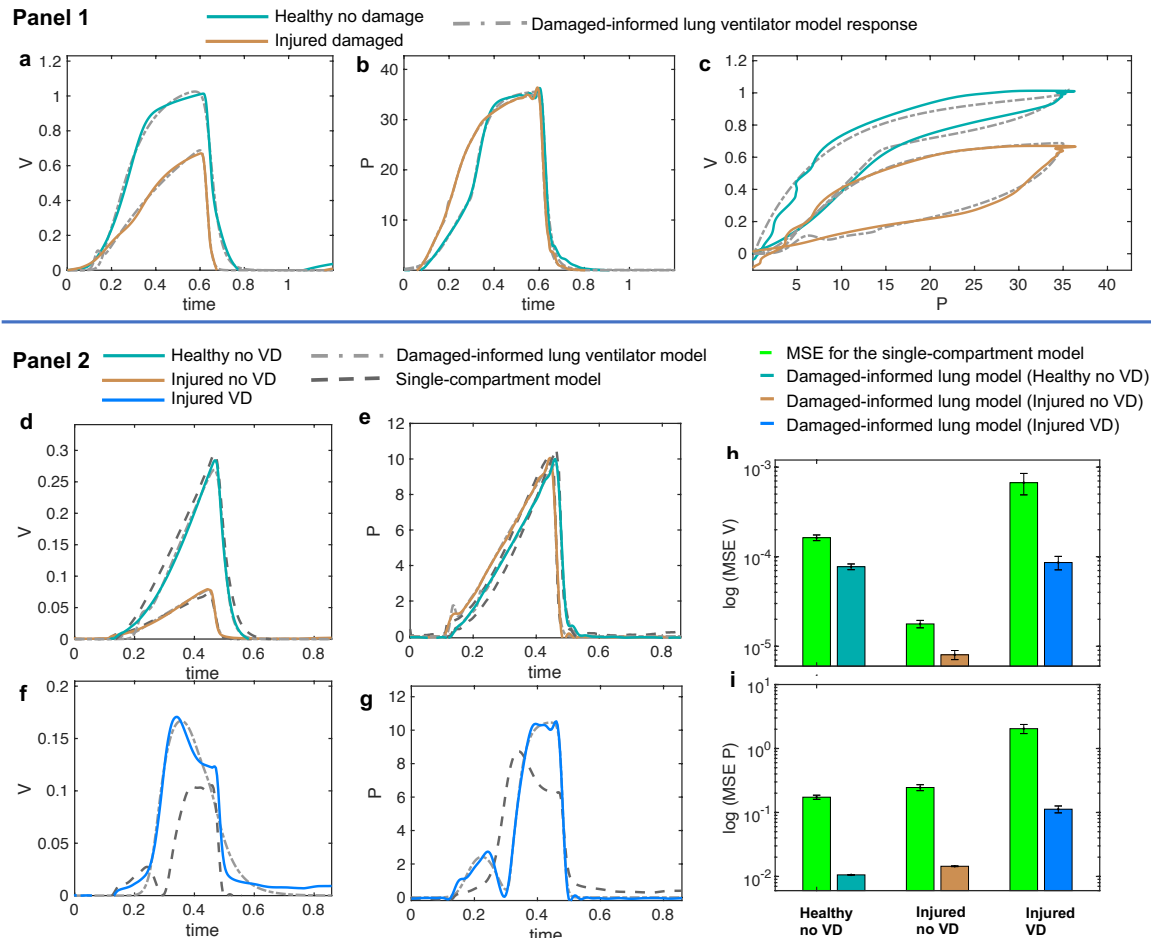 Panel 1
Healthy no damage
Damaged-informed lung ventilator model response
Injured damaged
a
1.2
1
0.8
0.6
0.4
0.2
0
V
0
0.2
0.4
0.6
0.8
1
time
b
40
30
20
10
P
0
0.2
0.4
0.6
0.8
1
time
c
1.2
1
0.8
0.6
0.4
0.2
0
V
5
10
15
20
25
30
35
40
P
Panel 2
Healthy no VD
Injured no VD
Injured VD
Damaged-informed lung ventilator model
Single-compartment model
MSE for the single-compartment model
Damaged-informed lung model (Healthy no VD)
Damaged-informed lung model (Injured no VD)
Damaged-informed lung model (Injured VD)
d
0.3
0.25
0.2
0.15
0.1
0.05
0
V
0
0.2
0.4
0.6
0.8
time
e
12
10
8
6
4
2
0
P
0
0.2
0.4
0.6
0.8
time
f
0.2
0.15
0.1
0.05
0
V
0
0.2
0.4
0.6
0.8
time
g
12
10
8
6
4
2
0
P
0
0.2
0.4
0.6
0.8
time
h
10-3
10-4
10-5
log (MSE V)
i
101
100
10-1
10-2
log (MSE P)
Healthy no VD
Injured no VD
Injured VD